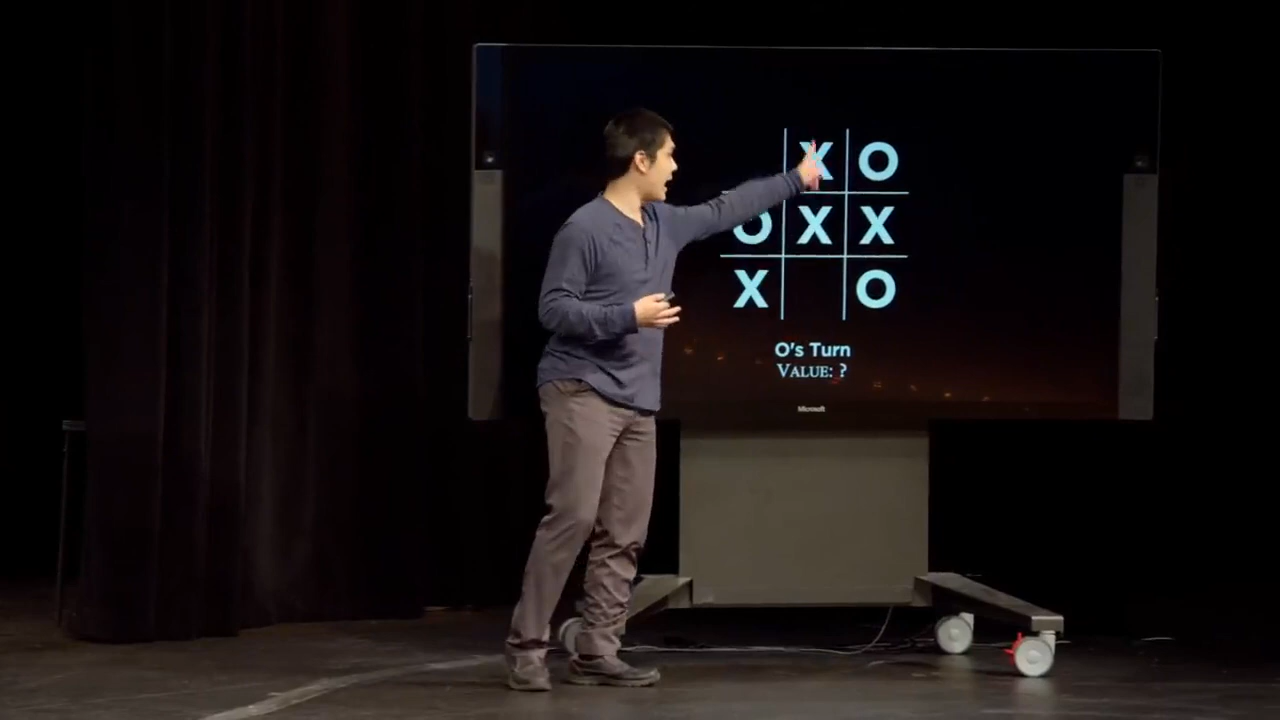 X O
O X X
X O
O's Turn
VALUE: ?
Microsoft